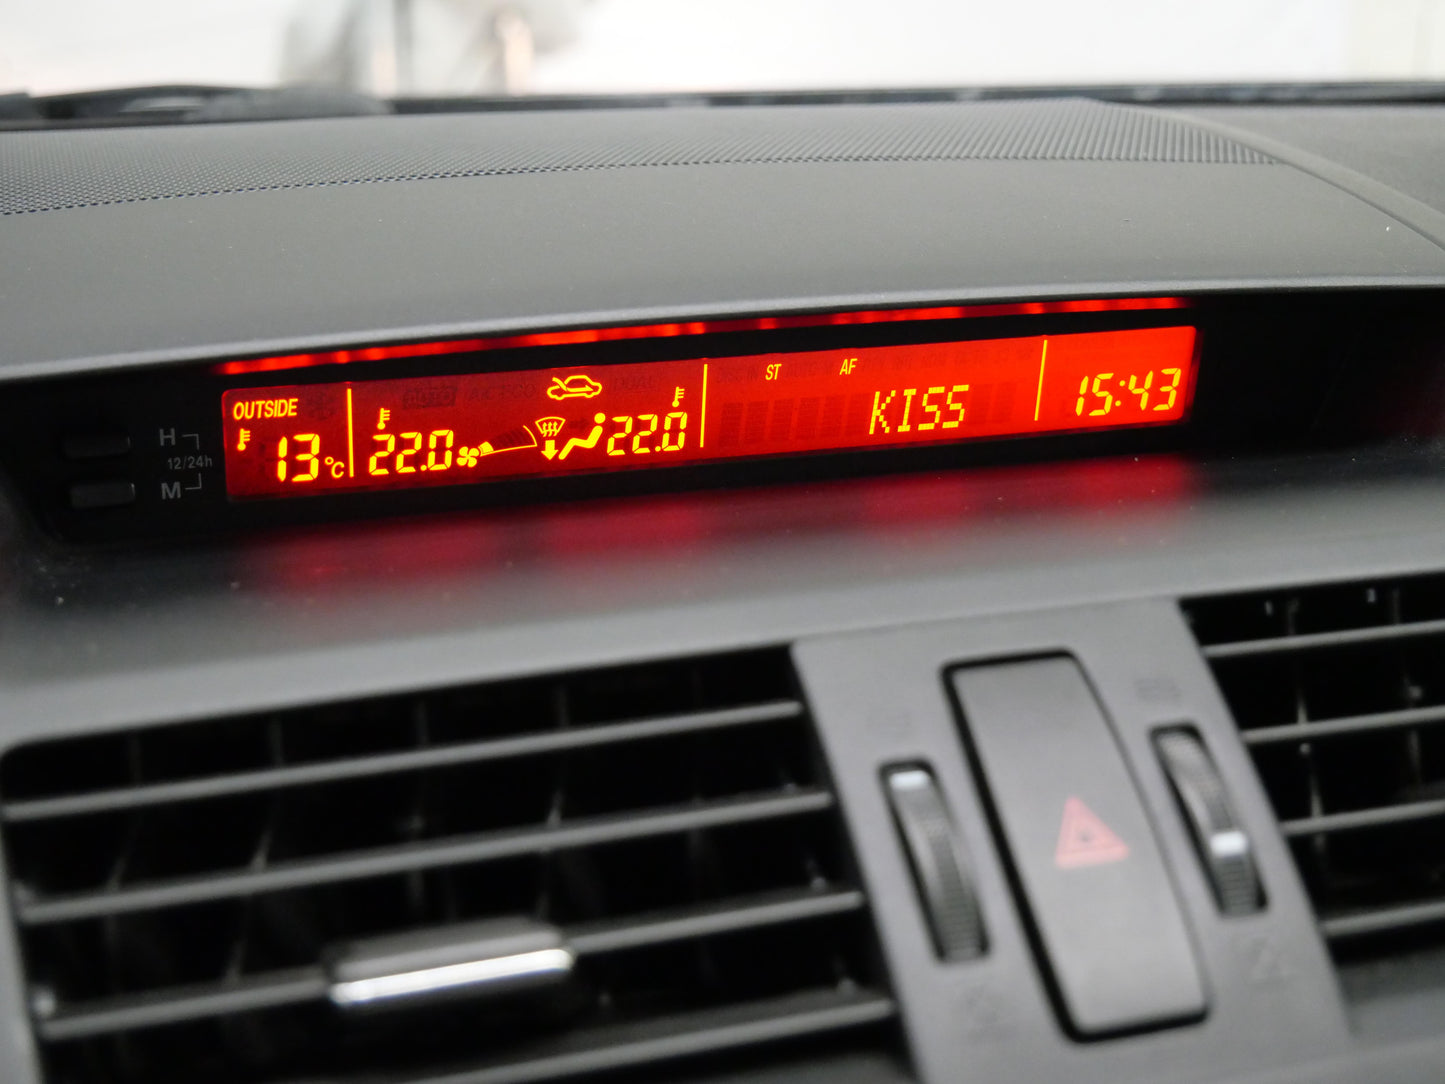 OUTSIDE
13°C
22.0
22.0
ST AF
KISS
15:43
H
12/24h
M